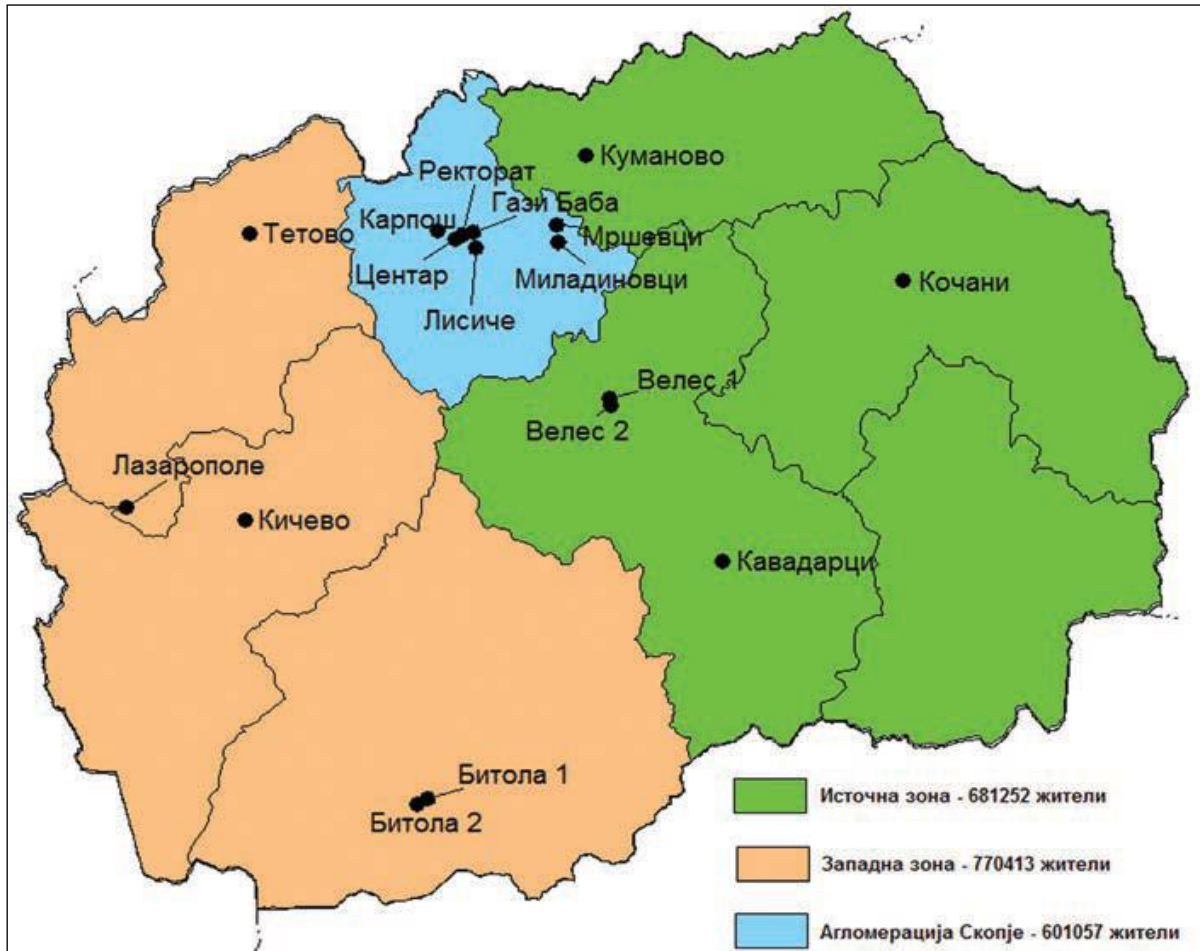 Куманово
Ректорат
Гази Баба
Карпош
Тетово
Мршевци
Центар
Миладиновци
Кочани
Лисиче
Велес 1
Велес 2
Лазарополе
Кичево
Кавадарци
Битола 1
Битола 2
Источна зона - 681252 жители
Западна зона - 770413 жители
Агломерација Скопје - 601057 жители